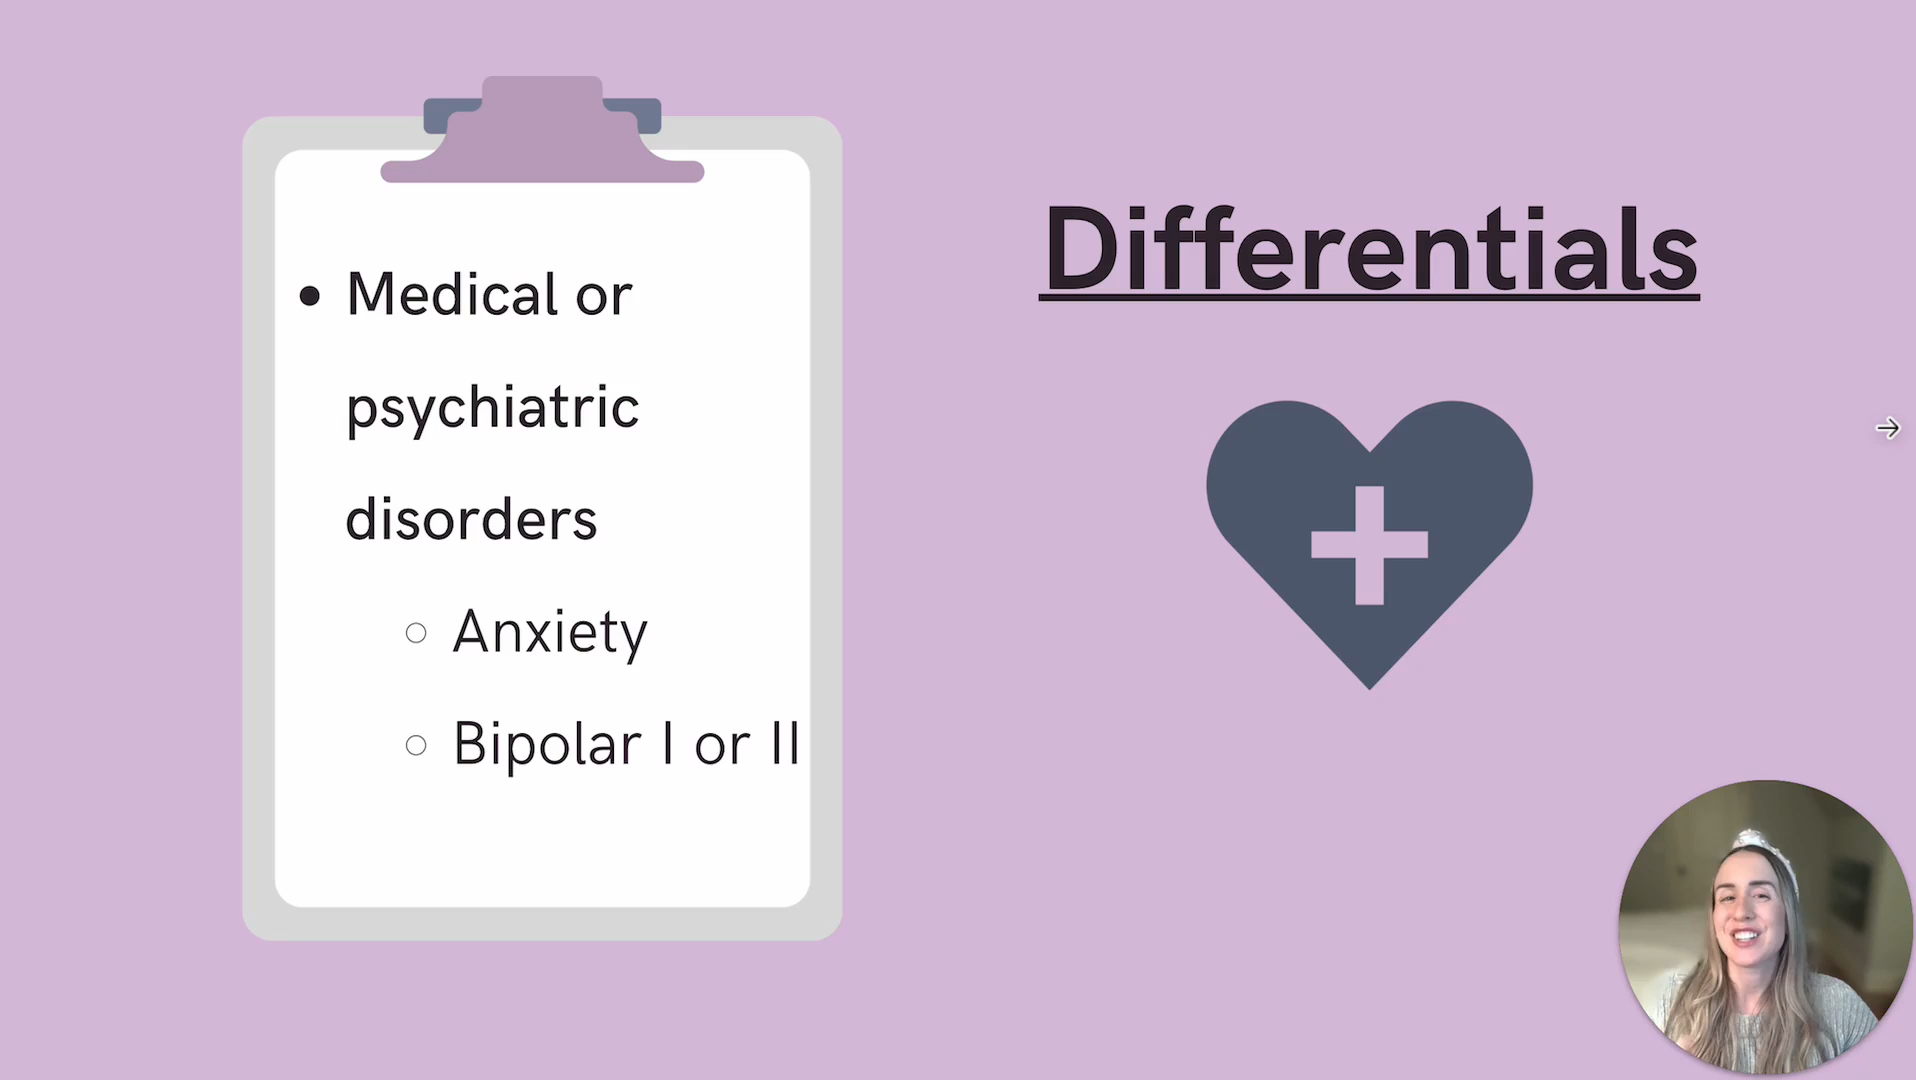 Differentials
• Medical or
psychiatric
disorders
○ Anxiety
○ Bipolar I or II